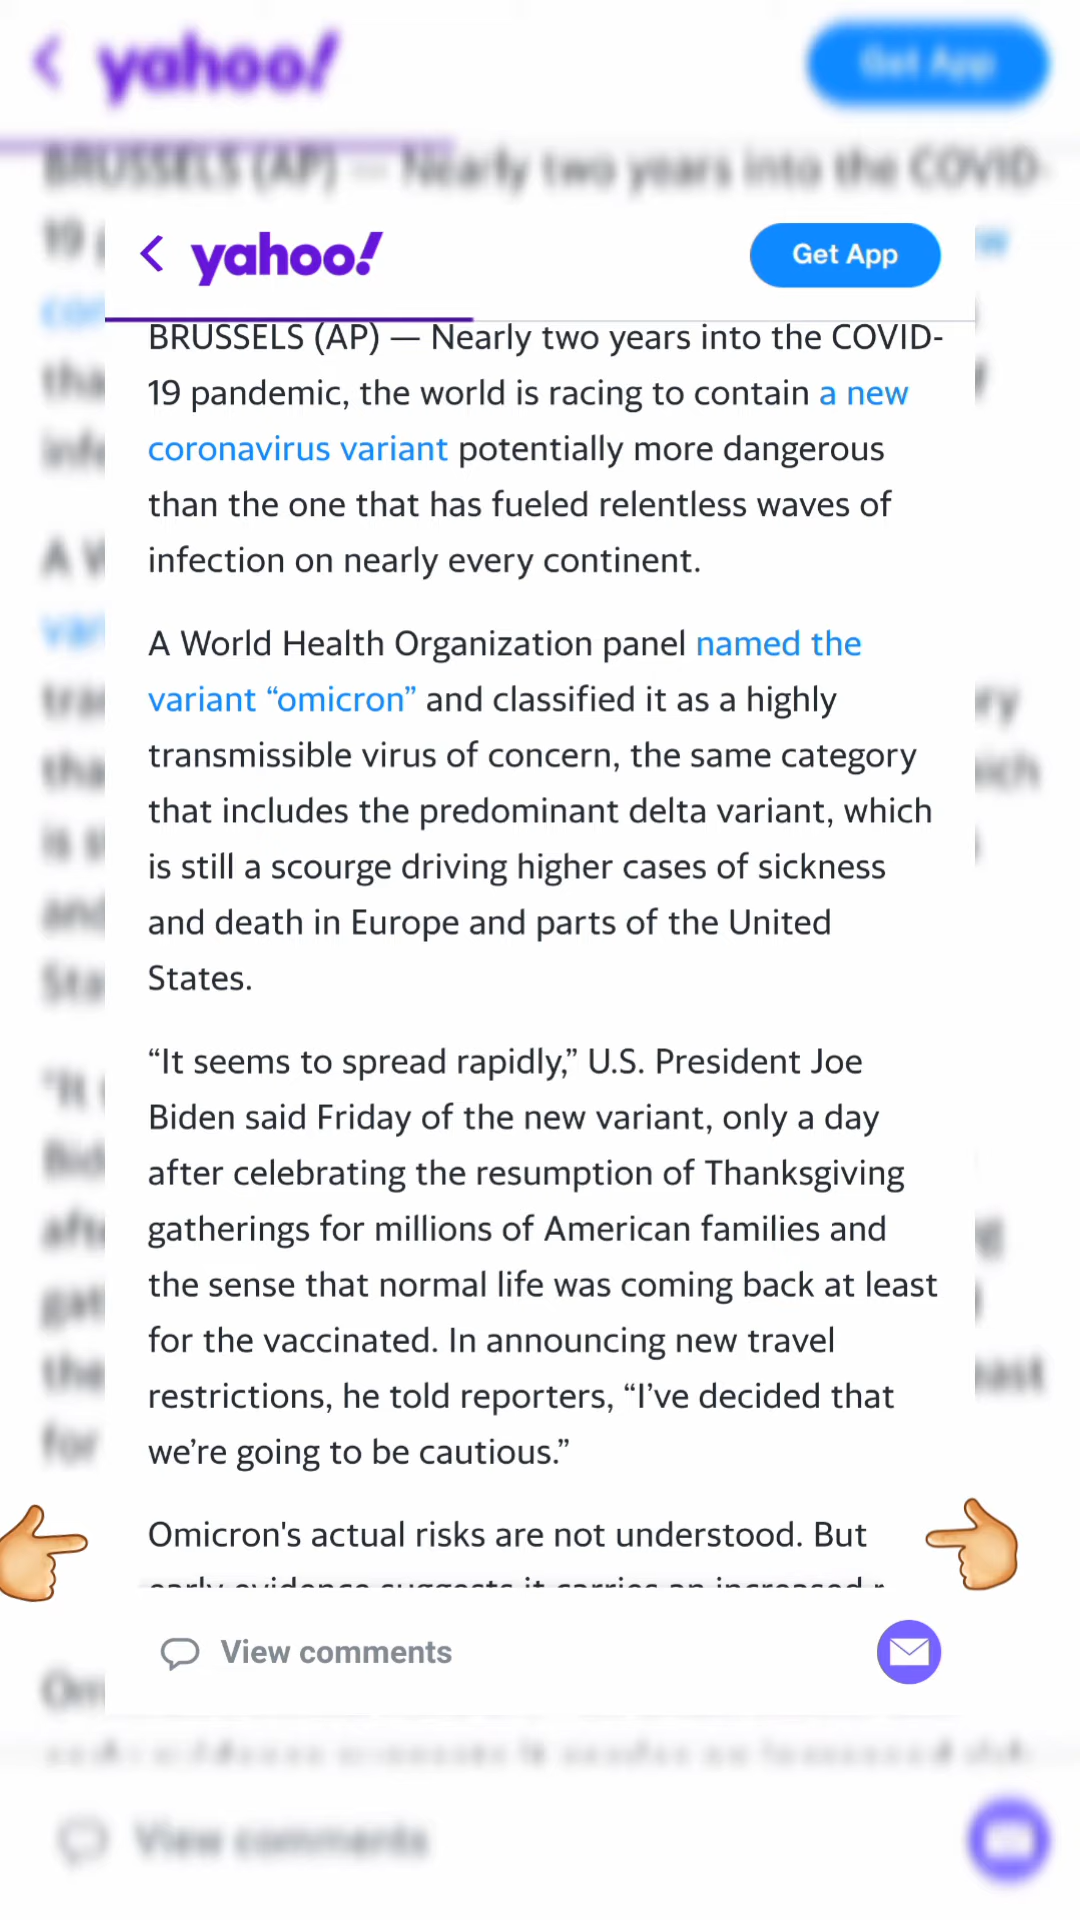 yahoo!
Get App
BRUSSELS (AP) — Nearly two years into the COVID-
19 pandemic, the world is racing to contain a new
coronavirus variant potentially more dangerous
than the one that has fueled relentless waves of
infection on nearly every continent.
A World Health Organization panel named the
variant “omicron” and classified it as a highly
transmissible virus of concern, the same category
that includes the predominant delta variant, which
is still a scourge driving higher cases of sickness
and death in Europe and parts of the United
States.
“It seems to spread rapidly,” U.S. President Joe
Biden said Friday of the new variant, only a day
after celebrating the resumption of Thanksgiving
gatherings for millions of American families and
the sense that normal life was coming back at least
for the vaccinated. In announcing new travel
restrictions, he told reporters, “I’ve decided that
we’re going to be cautious.”
Omicron's actual risks are not understood. But
early evidence suggests it carries an increased
View comments